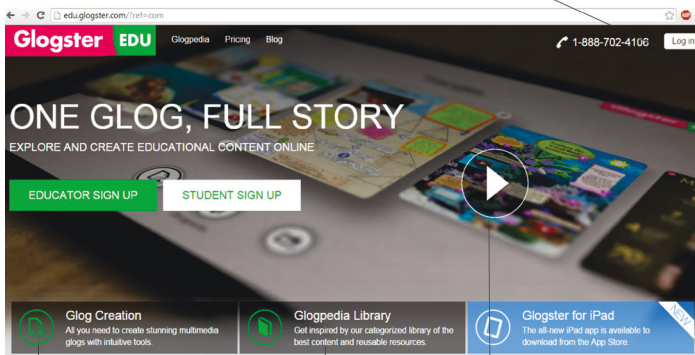 edu.glogster.com/?ref=com
ABP
Glogster EDU
Glogpedia Pricing Blog
1-888-702-4106
Log in
ONE GLOG, FULL STORY
EXPLORE AND CREATE EDUCATIONAL CONTENT ONLINE
EDUCATOR SIGN UP
STUDENT SIGN UP
Glog Creation
All you need to create stunning multimedia
glogs with intuitive tools.
Glogpedia Library
Get inspired by our categorized library of the
best content and reusable resources.
Glogster for iPad
The all-new iPad app is available to
download from the App Store.
NEW